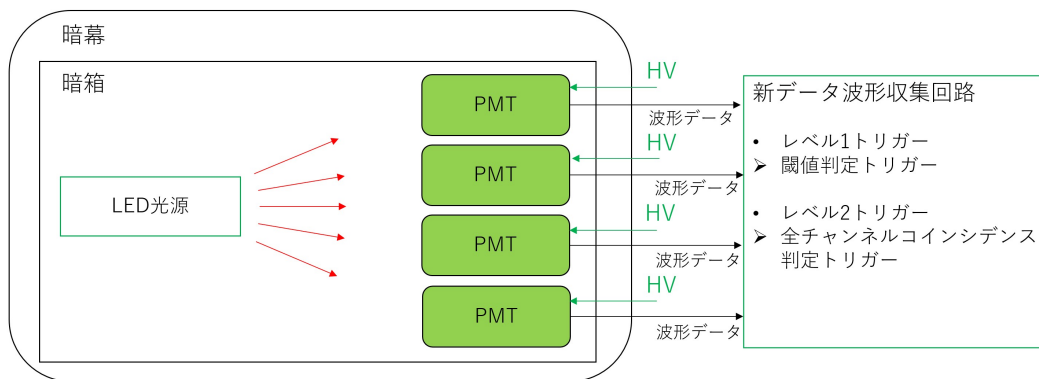 暗幕
暗箱
LED光源
PMT
PMT
PMT
PMT
HV
波形データ
HV
波形データ
HV
波形データ
HV
波形データ
新データ波形収集回路
• レベル1トリガー
➢ 閾値判定トリガー
• レベル2トリガー
➢ 全チャンネルコインシデンス
判定トリガー